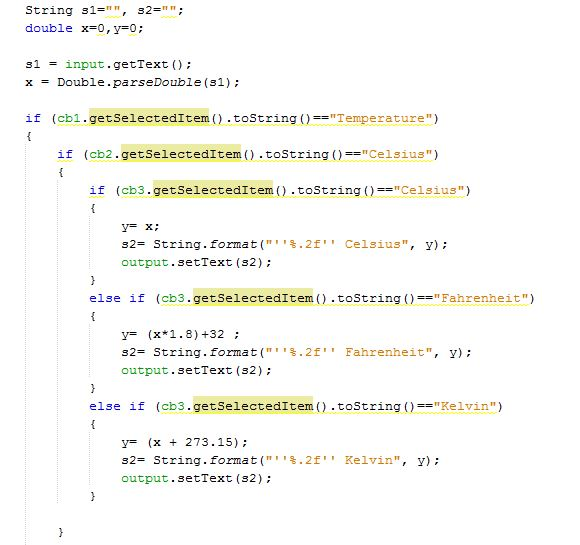 String s1="", s2="";
double x=0,y=0;
s1 = input.getText();
x = Double.parseDouble(s1);
if (cb1.getSelectedItem().toString()=="Temperature")
{
if (cb2.getSelectedItem().toString()=="Celsius")
{
if (cb3.getSelectedItem().toString()=="Celsius")
{
y= x;
s2= String.format("''%.2f'' Celsius", y);
output.setText(s2);
}
else if (cb3.getSelectedItem().toString()=="Fahrenheit")
{
y= (x*1.8)+32 ;
s2= String.format("''%.2f'' Fahrenheit", y);
output.setText(s2);
}
else if (cb3.getSelectedItem().toString()=="Kelvin")
{
y= (x + 273.15);
s2= String.format("''%.2f'' Kelvin", y);
output.setText(s2);
}
}